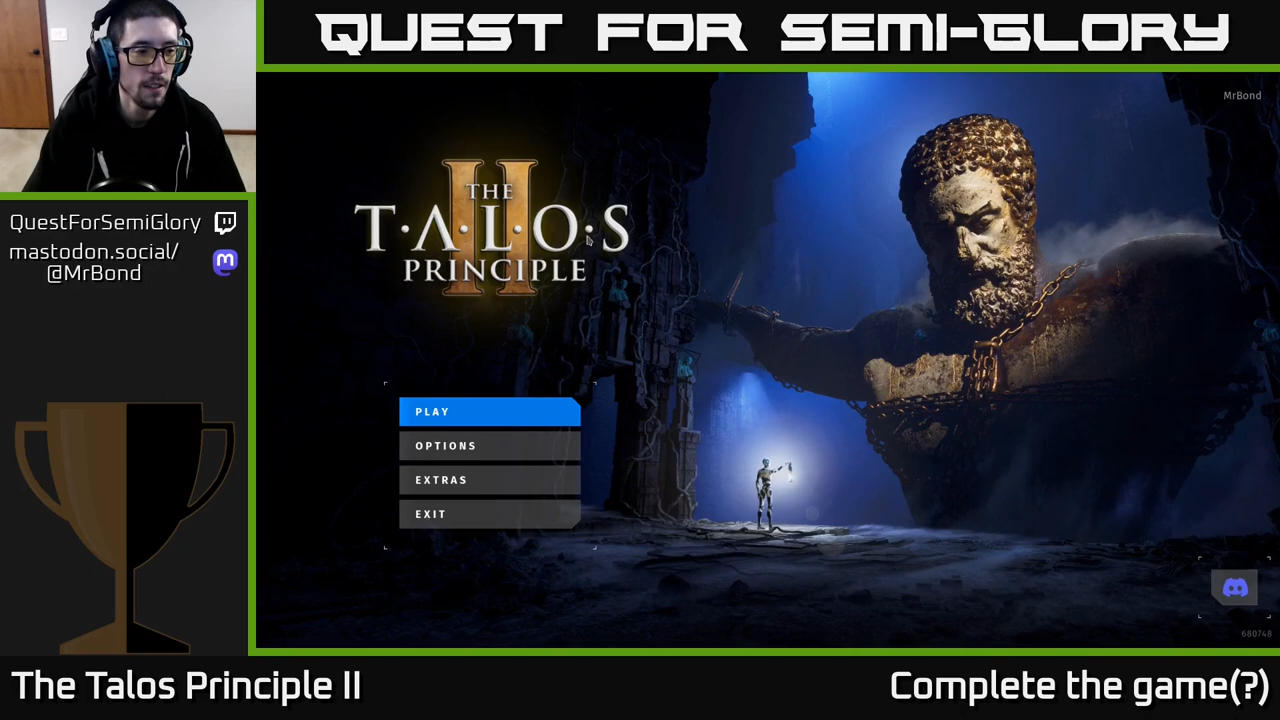 QUEST FOR SEMI-GLORY
QuestForSemiGlory
mastodon.social/
@MrBond
MrBond
II
THE
T·A·L·O·S
PRINCIPLE
PLAY
OPTIONS
EXTRAS
EXIT
680748
The Talos Principle II
Complete the game(?)